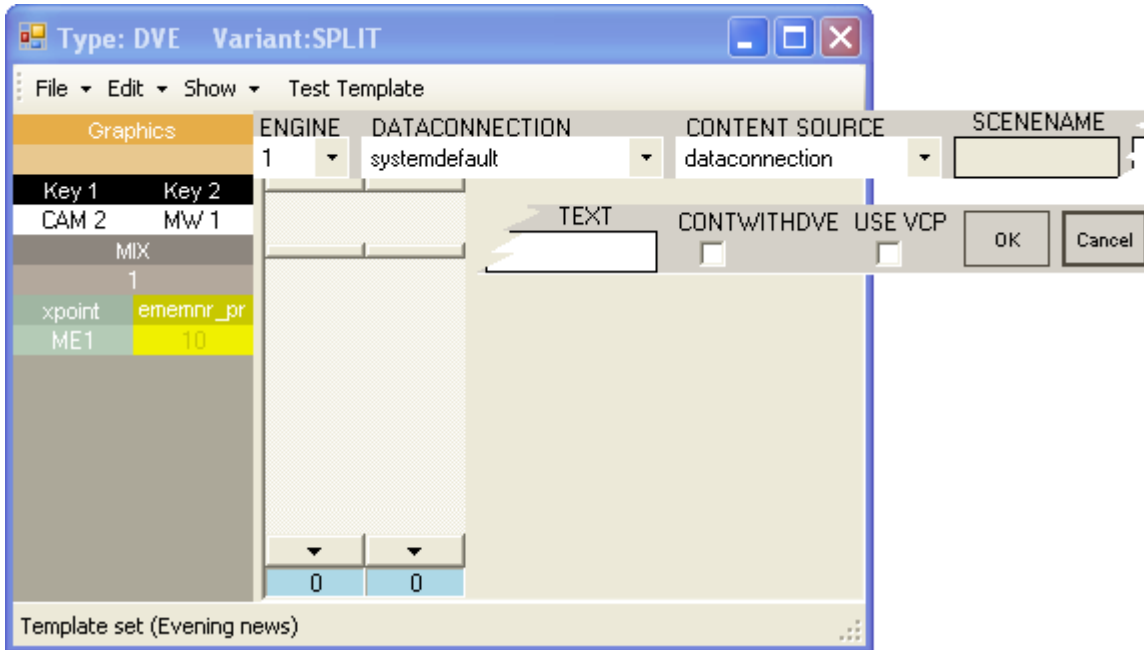 Type: DVE Variant:SPLIT
File Edit Show Test Template
Graphics ENGINE DATACONNECTION CONTENT SOURCE SCENENAME
1 systemdefault dataconnection
Key 1 Key 2
CAM 2 MW 1 TEXT CONTWITHDVE USE VCP OK Cancel
MIX
1
xpoint ememnr_pr
ME1 10
0 0
Template set (Evening news)